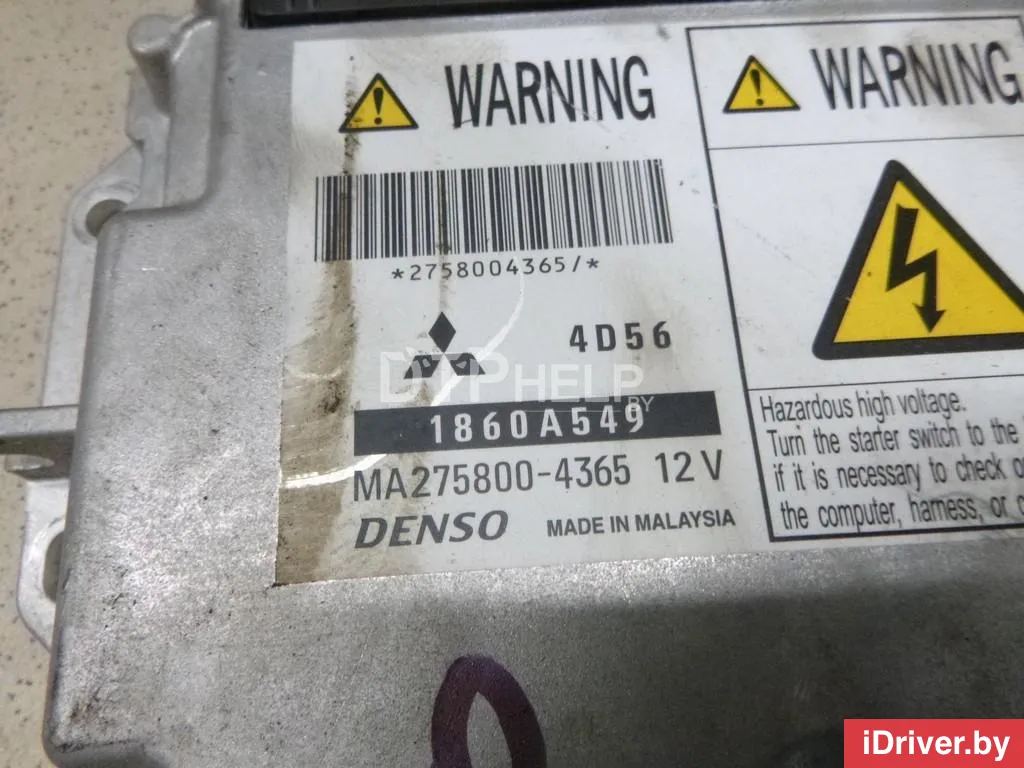 WARNING
*2758004365/*
4D56
1860A549
MA275800-4365 12V
DENSO MADE IN MALAYSIA
WARNING
Hazardous high voltage.
Turn the starter switch to the
if it is necessary to check
the computer, harness, or
DTPHELP.BY
iDriver.by